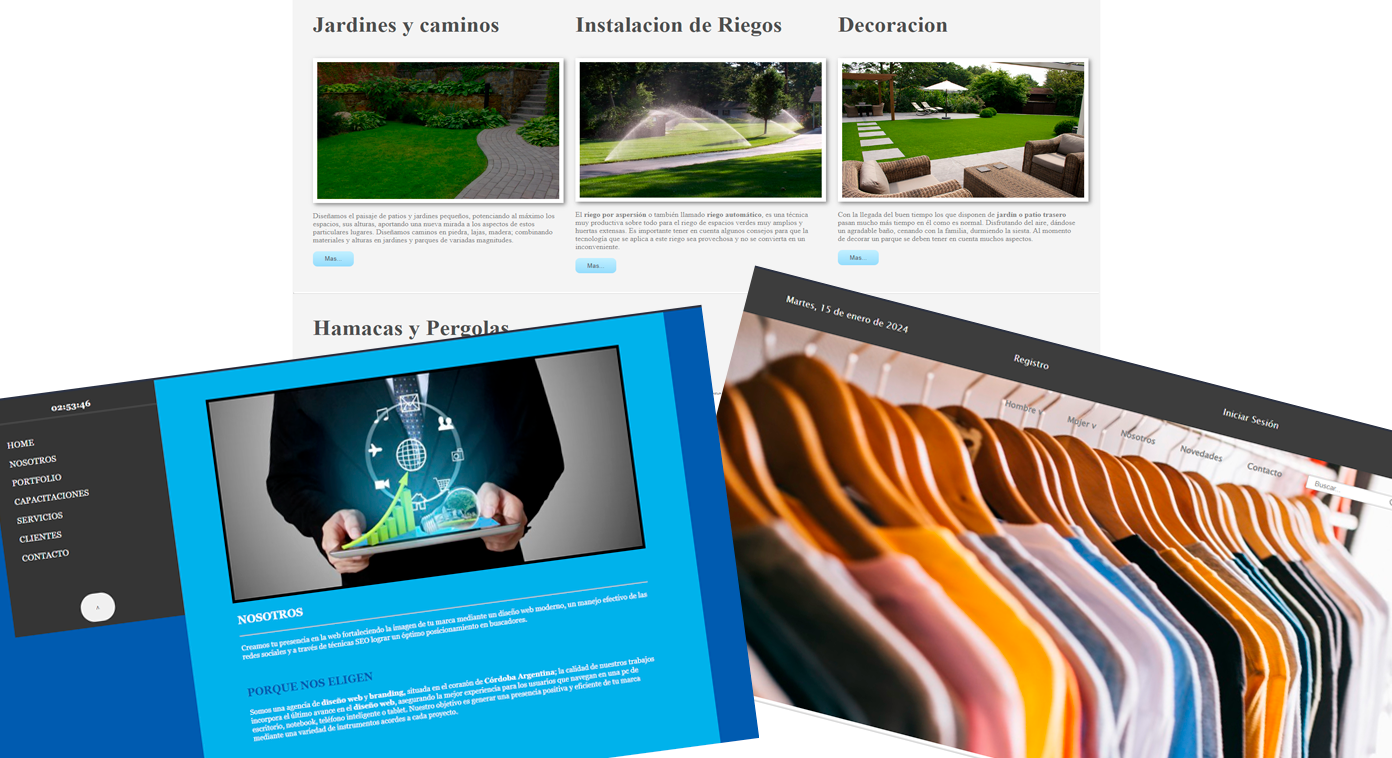 Jardines y caminos
Instalacion de Riegos
Decoracion
Diseñamos el paisaje de patios y jardines pequeños, potenciando al máximo los
espacios, sus alturas, aportando una nueva mirada a los aspectos de estos
particulares lugares. Diseñamos caminos en piedra, lajas, madera; combinando
materiales y alturas en jardines y parques de variadas magnitudes.
Mas...
El riego por aspersión o también llamado riego automático, es una técnica
muy productiva sobre todo para el riego de espacios verdes muy amplios y
huertas extensas. Es importante tener en cuenta algunos consejos para que la
tecnología que se aplica a este riego sea provechosa y no se convierta en un
inconveniente.
Mas...
Con la llegada del buen tiempo los que disponen de jardín o patio trasero
pasan mucho más tiempo en él como es normal. Disfrutando del aire, dándose
un agradable baño, cenando con la familia, durmiendo la siesta. Al momento
de decorar un parque se deben tener en cuenta muchos aspectos.
Mas...
Hamacas y Pergolas
02:53:46
HOME
NOSOTROS
PORTFOLIO
CAPACITACIONES
SERVICIOS
CLIENTES
CONTACTO
NOSOTROS
Creamos tu presencia en la web fortaleciendo la imagen de tu marca mediante un diseño web moderno, un manejo efectivo de las
redes sociales y a través de técnicas SEO lograr un óptimo posicionamiento en buscadores.
PORQUE NOS ELIGEN
Somos una agencia de diseño web y branding, situada en el corazón de Córdoba Argentina; la calidad de nuestros trabajos
incorpora el último avance en el diseño web, asegurando la mejor experiencia para los usuarios que navegan en una pc de
escritorio, notebook, teléfono inteligente o tablet. Nuestro objetivo es generar una presencia positiva y eficiente de tu marca
mediante una variedad de instrumentos acordes a cada proyecto.
Martes, 15 de enero de 2024
Registro
Iniciar Sesión
Hombre v
Mujer v
Nosotros
Novedades
Contacto
Buscar